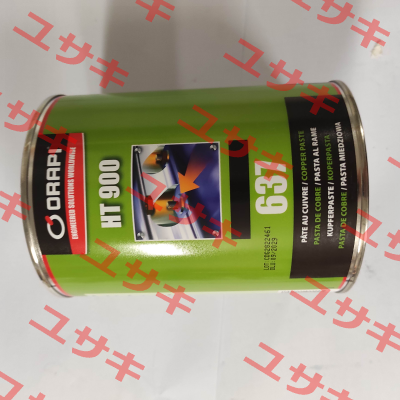 ORAPI
ENGINEERED SOLUTIONS WORLDWIDE
HT 900
637
PÂTE AU CUIVRE / COPPER PASTE
PASTA DE COBRE / PASTA AL RAME
KUPFERPASTE / KOPERPASTA
PASTA DE COBRE / PASTA MIEDZIOWA
ユサキ
ユサキ
ユサキ
ユサキ
ユサキ
ユサキ
ユサキ
ユサキ